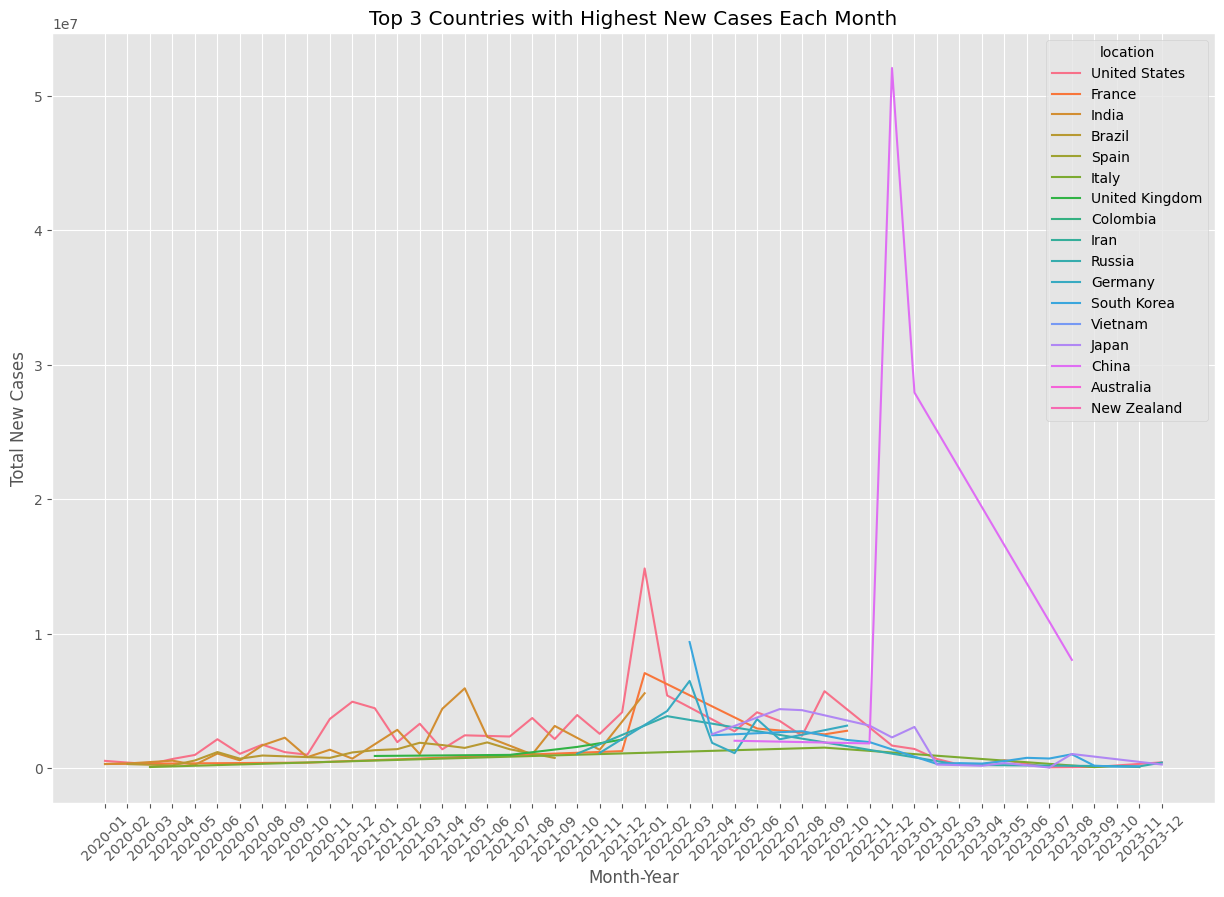 Top 3 Countries with Highest New Cases Each Month
1e7
location
United States
France
India
Brazil
Spain
Italy
United Kingdom
Colombia
Iran
Russia
Germany
South Korea
Vietnam
Japan
China
Australia
New Zealand
Total New Cases
5
4
3
2
1
0
2020-01
2020-02
2020-03
2020-04
2020-05
2020-06
2020-07
2020-08
2020-09
2020-10
2020-11
2020-12
2021-01
2021-02
2021-03
2021-04
2021-05
2021-06
2021-07
2021-08
2021-09
2021-10
2021-11
2021-12
2022-01
2022-02
2022-03
2022-04
2022-05
2022-06
2022-07
2022-08
2022-09
2022-10
2022-11
2022-12
2023-01
2023-02
2023-03
2023-04
2023-05
2023-06
2023-07
2023-08
2023-09
2023-10
2023-11
2023-12
Month-Year